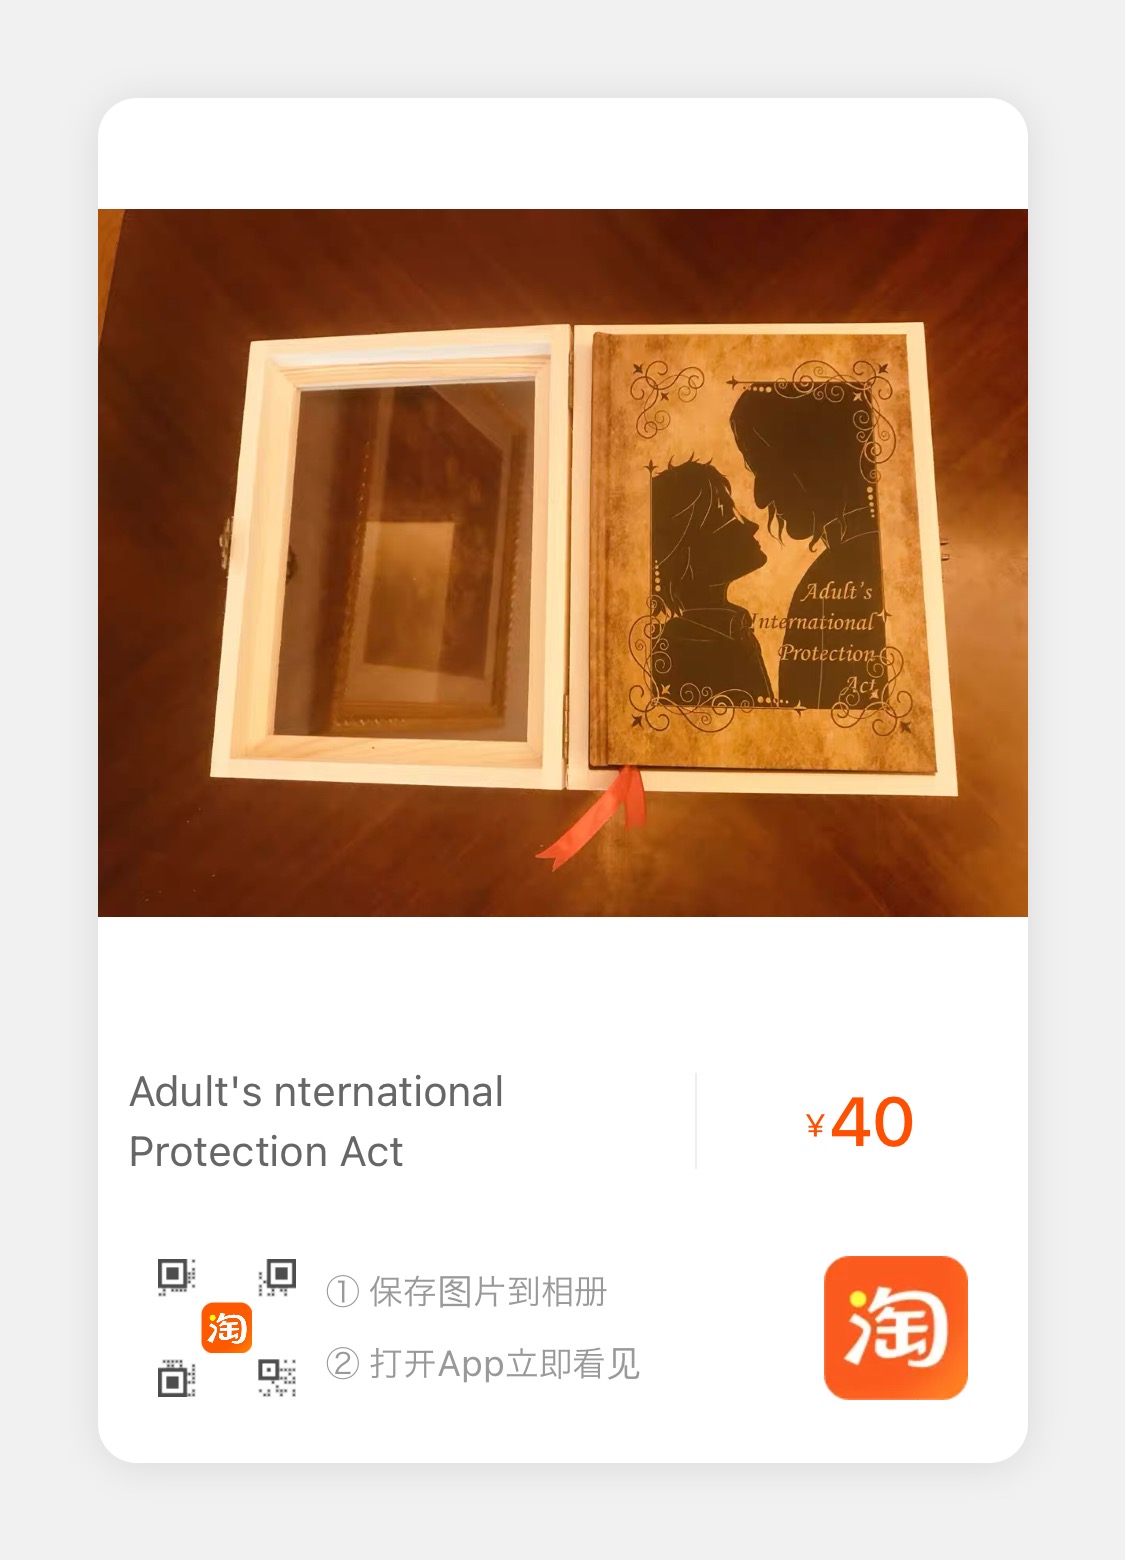 Adult's
International
Protection
Act
Adult's nternational
Protection Act
¥40
淘
① 保存图片到相册
② 打开App立即看见
淘